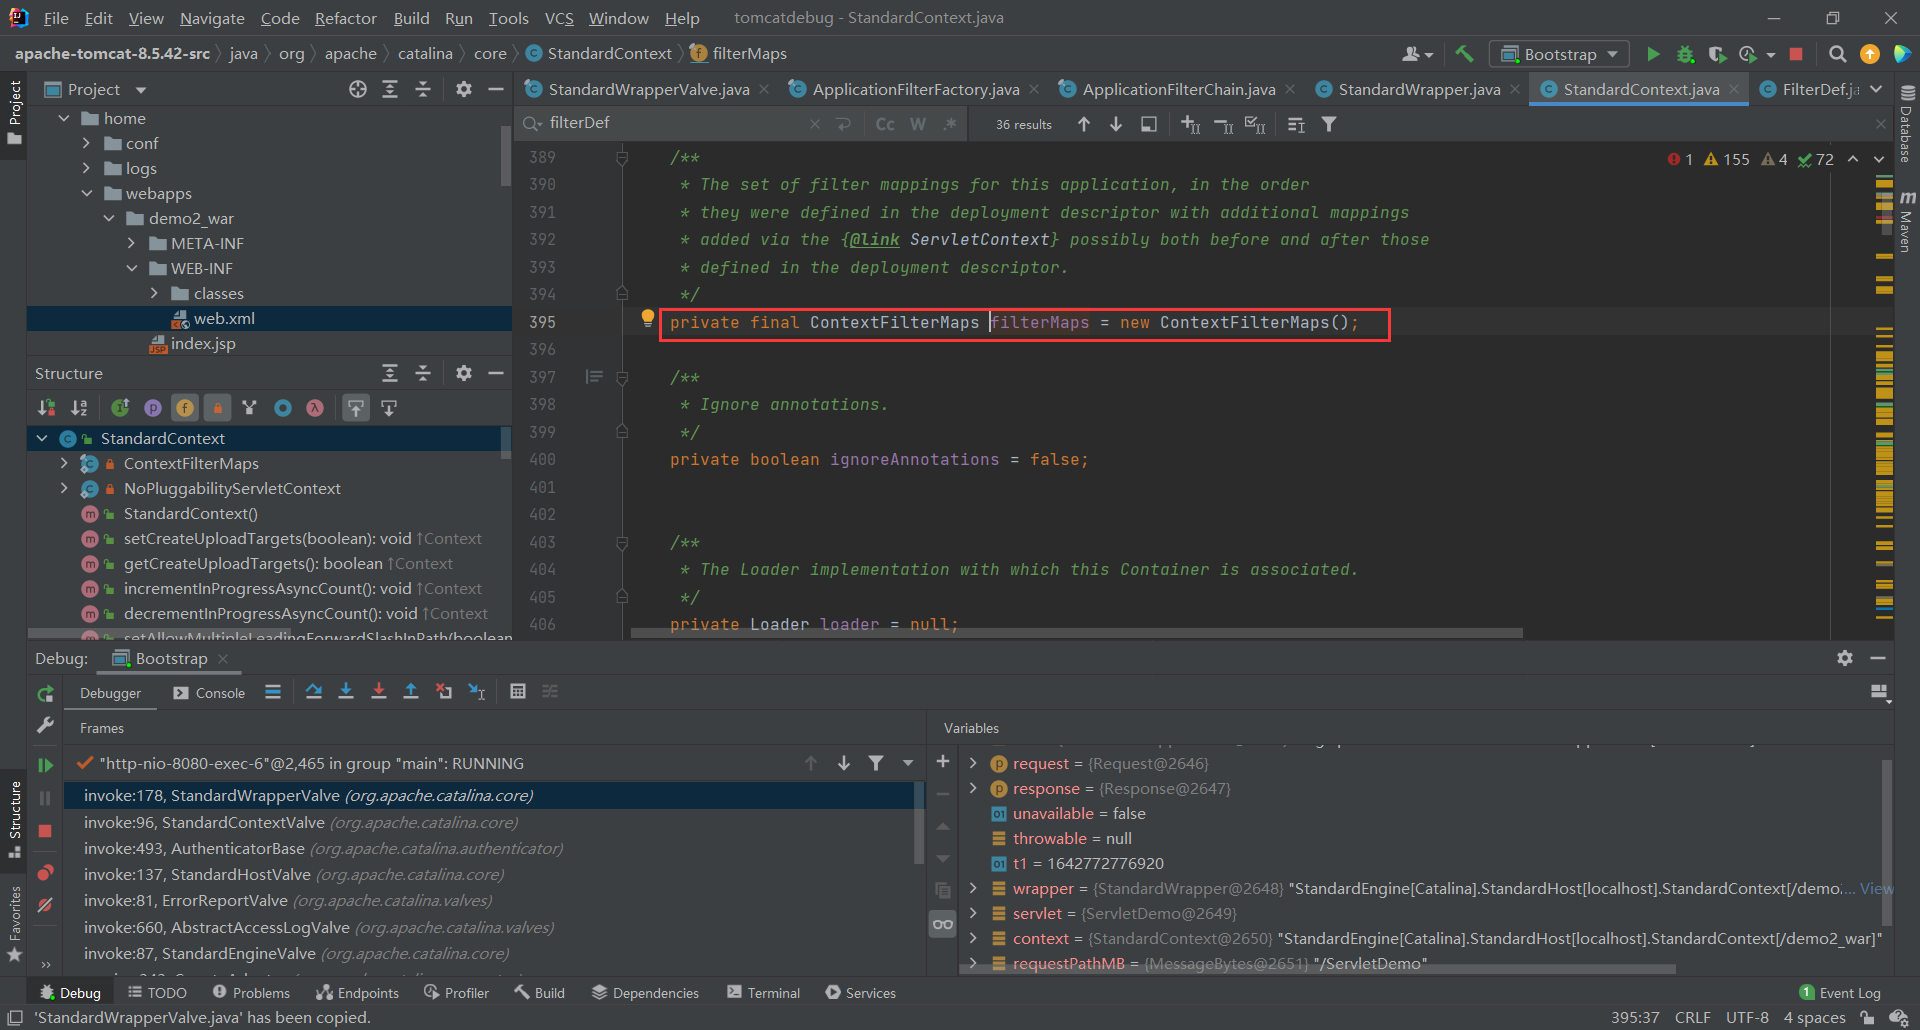 File Edit View Navigate Code Refactor Build Run Tools VCS Window Help tomcatdebug - StandardContext.java
apache-tomcat-8.5.42-src java org apache catalina core StandardContext filterMaps
Bootstrap
Project
StandardWrapperValve.java ApplicationFilterFactory.java ApplicationFilterChain.java StandardWrapper.java StandardContext.java FilterDef.ja
filterDef Cc W .* 36 results
home
conf
logs
webapps
demo2_war
META-INF
WEB-INF
classes
web.xml
index.jsp
Structure
StandardContext
ContextFilterMaps
NoPluggabilityServletContext
StandardContext()
setCreateUploadTargets(boolean): void ↑Context
getCreateUploadTargets(): boolean ↑Context
incrementInProgressAsyncCount(): void ↑Context
decrementInProgressAsyncCount(): void ↑Context
setAllowMultipleLeadingForwardSlashInPath(boolean
1 155 4 72
389 /**
390 * The set of filter mappings for this application, in the order
391 * they were defined in the deployment descriptor with additional mappings
392 * added via the {@link ServletContext} possibly both before and after those
393 * defined in the deployment descriptor.
394 */
395 private final ContextFilterMaps filterMaps = new ContextFilterMaps();
396
397 /**
398 * Ignore annotations.
399 */
400 private boolean ignoreAnnotations = false;
401
402
403 /**
404 * The Loader implementation with which this Container is associated.
405 */
406 private Loader loader = null;
Project
Structure
Favorites
Database
m Maven
Debug: Bootstrap
Debugger Console
Frames
"http-nio-8080-exec-6"@2,465 in group "main": RUNNING
invoke:178, StandardWrapperValve (org.apache.catalina.core)
invoke:96, StandardContextValve (org.apache.catalina.core)
invoke:493, AuthenticatorBase (org.apache.catalina.authenticator)
invoke:137, StandardHostValve (org.apache.catalina.core)
invoke:81, ErrorReportValve (org.apache.catalina.valves)
invoke:660, AbstractAccessLogValve (org.apache.catalina.valves)
invoke:87, StandardEngineValve (org.apache.catalina.core)
Variables
request = {Request@2646}
response = {Response@2647}
unavailable = false
throwable = null
t1 = 1642772776920
wrapper = {StandardWrapper@2648} "StandardEngine[Catalina].StandardHost[localhost].StandardContext[/demo... View
servlet = {ServletDemo@2649}
context = {StandardContext@2650} "StandardEngine[Catalina].StandardHost[localhost].StandardContext[/demo2_war]"
requestPathMB = {MessageBytes@2651} "/ServletDemo"
Debug TODO Problems Endpoints Profiler Build Dependencies Terminal Services 1 Event Log
'StandardWrapperValve.java' has been copied. 395:37 CRLF UTF-8 4 spaces